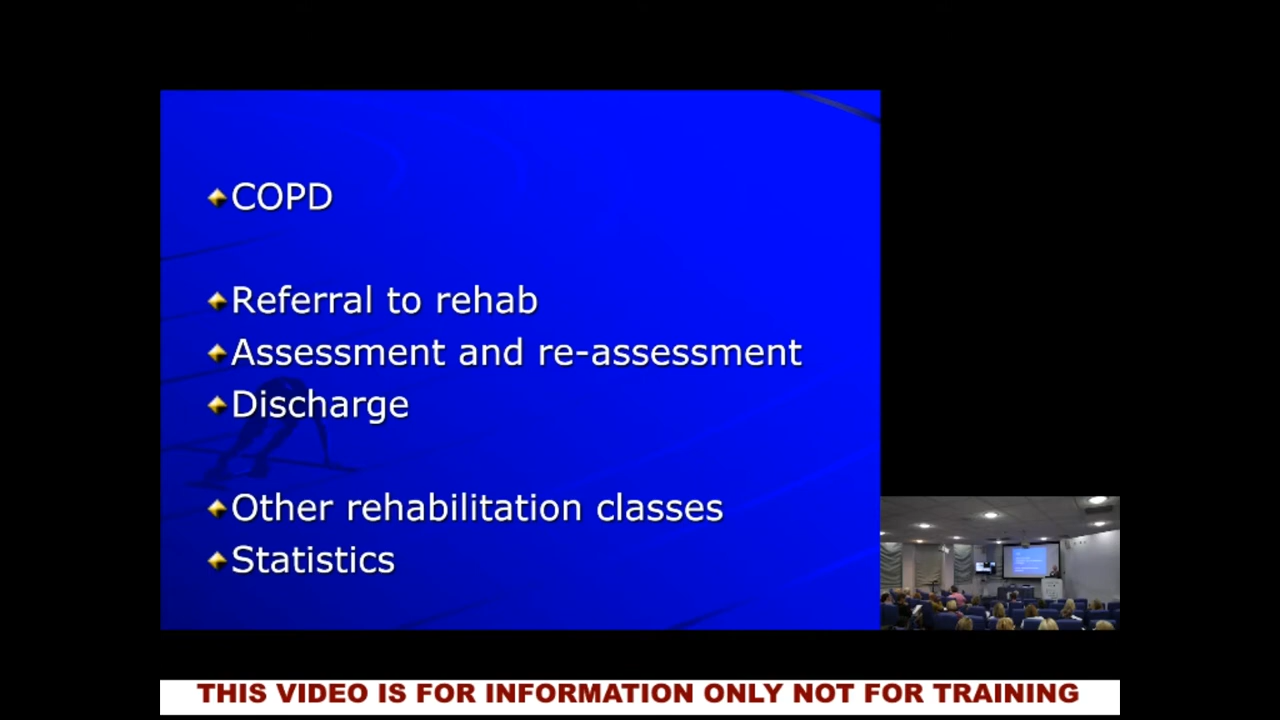 COPD
Referral to rehab
Assessment and re-assessment
Discharge
Other rehabilitation classes
Statistics
THIS VIDEO IS FOR INFORMATION ONLY NOT FOR TRAINING